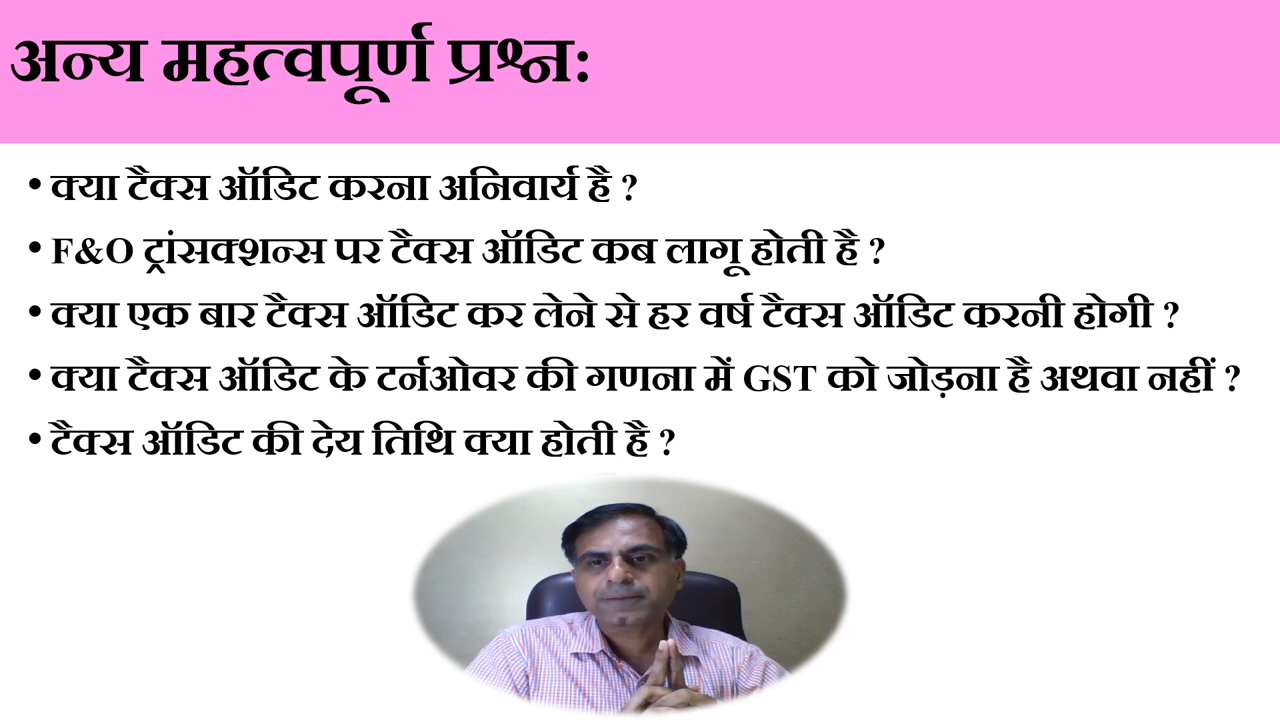 अन्य महत्वपूर्ण प्रश्न:
• क्या टैक्स ऑडिट करना अनिवार्य है ?
• F&O ट्रांसक्शन्स पर टैक्स ऑडिट कब लागू होती है ?
• क्या एक बार टैक्स ऑडिट कर लेने से हर वर्ष टैक्स ऑडिट करनी होगी ?
• क्या टैक्स ऑडिट के टर्नओवर की गणना में GST को जोड़ना है अथवा नहीं ?
• टैक्स ऑडिट की देय तिथि क्या होती है ?